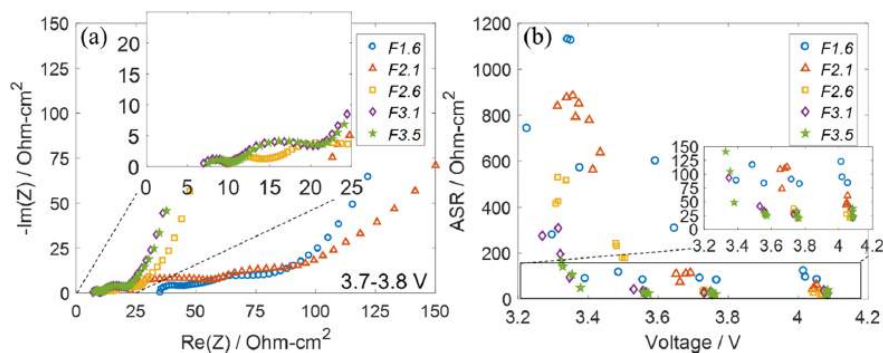 (a)
-Im(Z) / Ohm-cm2
150
125
100
75
50
25
0
0 25 50 75 100 125 150
Re(Z) / Ohm-cm2
20
15
10
5
0
0 5 10 15 20 25
F1.6
F2.1
F2.6
F3.1
F3.5
3.7-3.8 V
(b)
ASR / Ohm-cm2
1200
1000
800
600
400
200
0
3.2 3.4 3.6 3.8 4 4.2
Voltage / V
F1.6
F2.1
F2.6
F3.1
F3.5
150
125
100
75
50
25
0
3.2 3.4 3.6 3.8 4 4.2